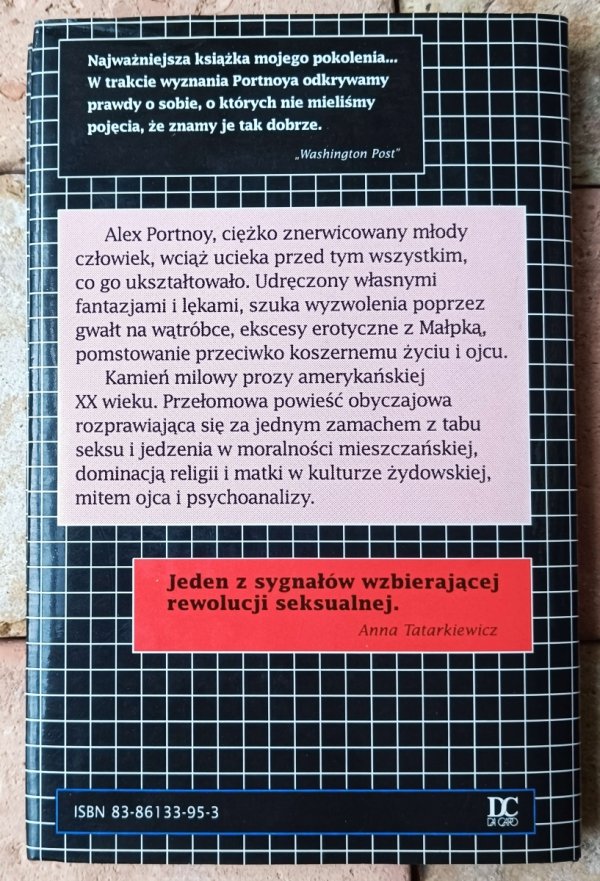 Najważniejsza książka mojego pokolenia...
W trakcie wyznania Portnoya odkrywamy
prawdy o sobie, o których nie mieliśmy
pojęcia, że znamy je tak dobrze.
„Washington Post”
Alex Portnoy, ciężko znerwicowany młody
człowiek, wciąż ucieka przed tym wszystkim,
co go ukształtowało. Udręczony własnymi
fantazjami i lękami, szuka wyzwolenia poprzez
gwałt na wątróbce, ekscesy erotyczne z Małpką,
pomstowanie przeciwko koszernemu życiu i ojcu.
Kamień milowy prozy amerykańskiej
XX wieku. Przełomowa powieść obyczajowa
rozprawiająca się za jednym zamachem z tabu
seksu i jedzenia w moralności mieszczańskiej,
dominacją religii i matki w kulturze żydowskiej,
mitem ojca i psychoanalizy.
Jeden z sygnałów wzbierającej
rewolucji seksualnej.
Anna Tatarkiewicz
ISBN 83-86133-95-3
DC
DA CAPO